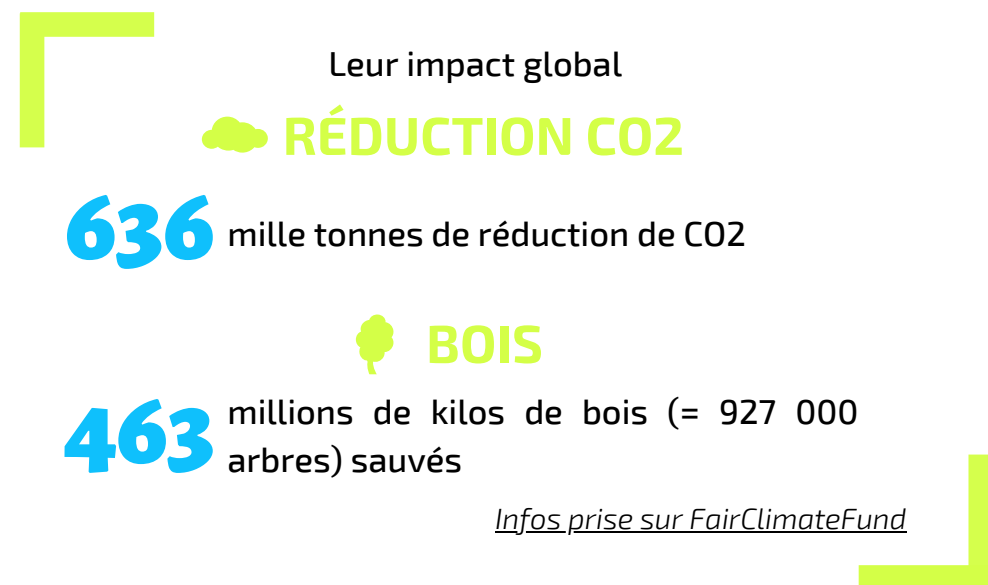 Leur impact global
RÉDUCTION CO2
636 mille tonnes de réduction de CO2
BOIS
463 millions de kilos de bois (= 927 000
arbres) sauvés
Infos prise sur FairClimateFund